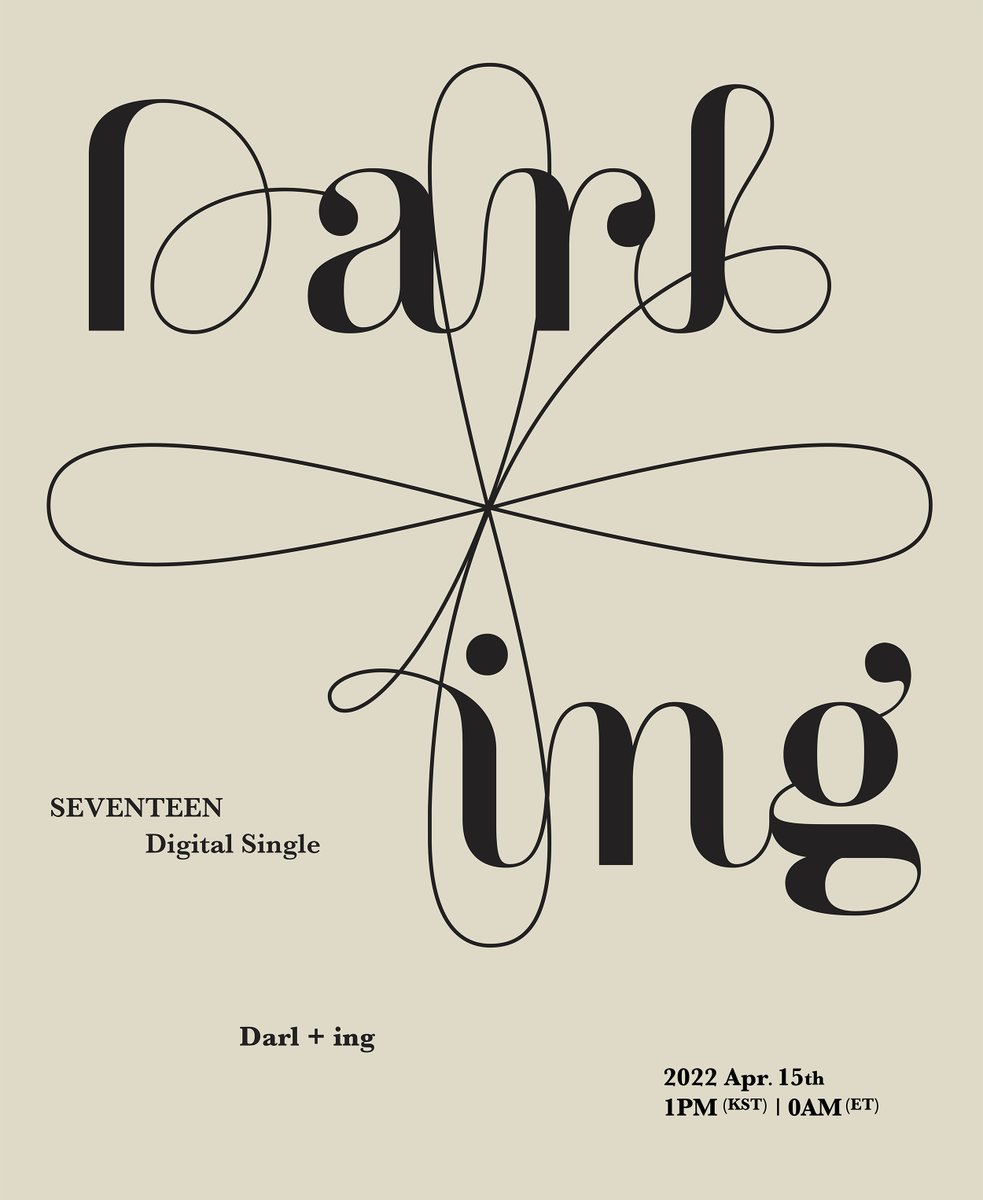 Darl
ing
SEVENTEEN
Digital Single
Darl + ing
2022 Apr. 15th
1PM (KST) | 0AM (ET)